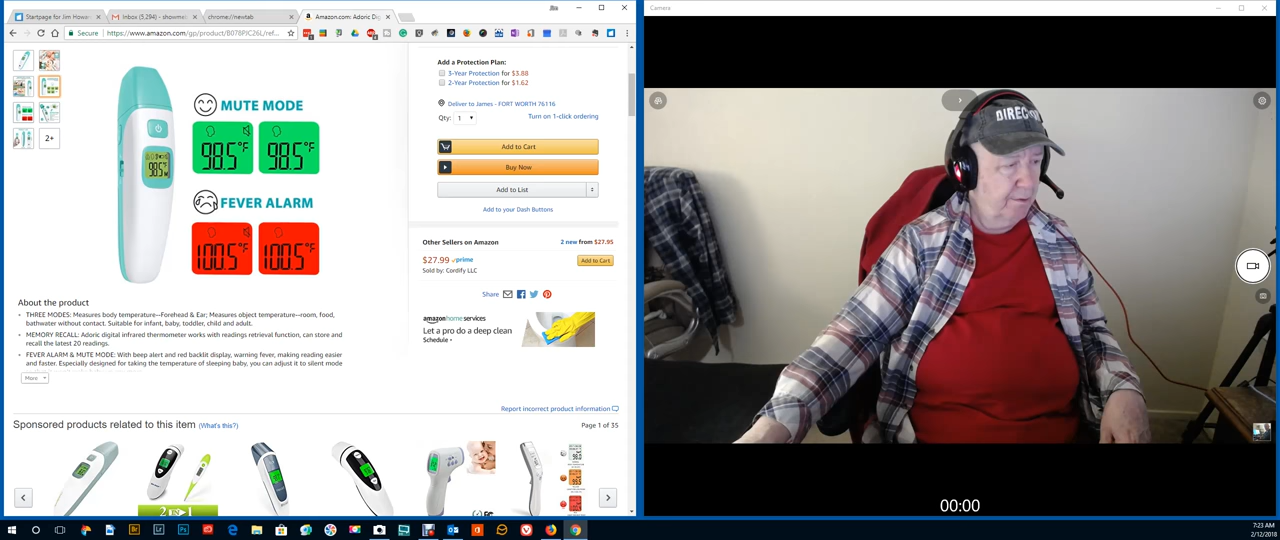 Startpage for Jim Howa
Inbox (5,294) - showme
chrome://newtab
Amazon.com: Adoric Di
Secure
https://www.amazon.com/gp/product/B078PJC26L/ref...
MUTE MODE
98.5°F
98.5°F
98.5
FEVER ALARM
100.5°F
100.5°F
2+
About the product
THREE MODES: Measures body temperature—Forehead & Ear; Measures object temperature—room, food,
bathwater without contact. Suitable for infant, baby, toddler, child and adult.
MEMORY RECALL: Adoric digital infrared thermometer works with readings retrieval function, can store and
recall the latest 20 readings.
FEVER ALARM & MUTE MODE: With beep alert and red backlit display, warning fever, making reading easier
and faster. Especially designed for taking the temperature of sleeping baby, you can adjust it to silent mode
More
Add a Protection Plan:
3-Year Protection for $3.88
2-Year Protection for $1.62
Deliver to James - FORT WORTH 76116
Qty: 1
Turn on 1-click ordering
Add to Cart
Buy Now
Add to List
Add to your Dash Buttons
Other Sellers on Amazon
2 new from $27.95
$27.99 prime
Add to Cart
Sold by: Cordify LLC
Share
amazonhome services
Let a pro do a deep clean
Schedule
Report incorrect product information
Sponsored products related to this item (What's this?)
Page 1 of 35
2 IN 1
Camera
DIRECTO
00:00
7:23 AM
2/12/2018